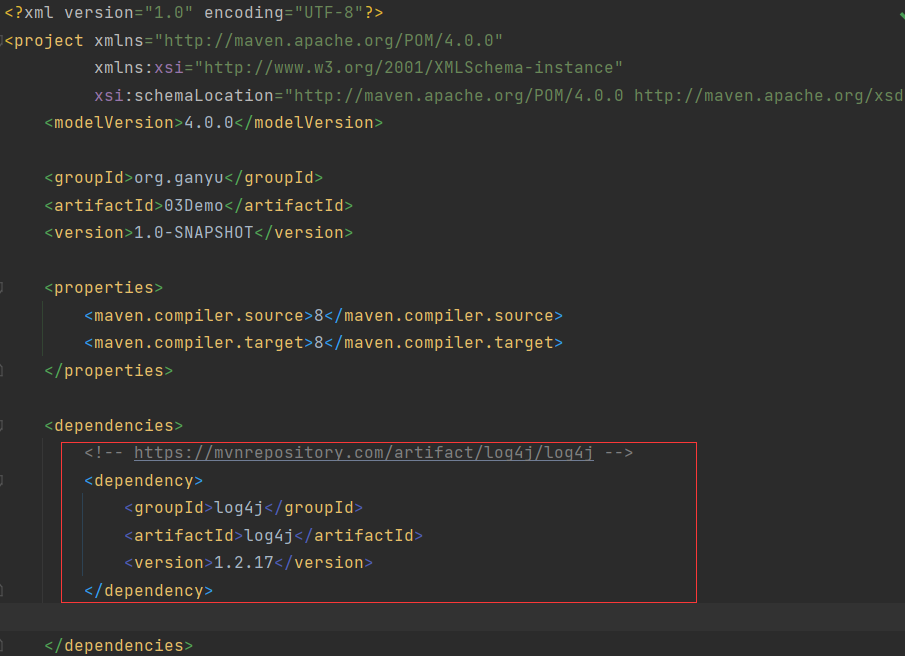 <?xml version="1.0" encoding="UTF-8"?>
<project xmlns="http://maven.apache.org/POM/4.0.0"
xmlns:xsi="http://www.w3.org/2001/XMLSchema-instance"
xsi:schemaLocation="http://maven.apache.org/POM/4.0.0 http://maven.apache.org/xsd
<modelVersion>4.0.0</modelVersion>
<groupId>org.ganyu</groupId>
<artifactId>03Demo</artifactId>
<version>1.0-SNAPSHOT</version>
<properties>
<maven.compiler.source>8</maven.compiler.source>
<maven.compiler.target>8</maven.compiler.target>
</properties>
<dependencies>
<!-- https://mvnrepository.com/artifact/log4j/log4j -->
<dependency>
<groupId>log4j</groupId>
<artifactId>log4j</artifactId>
<version>1.2.17</version>
</dependency>
</dependencies>